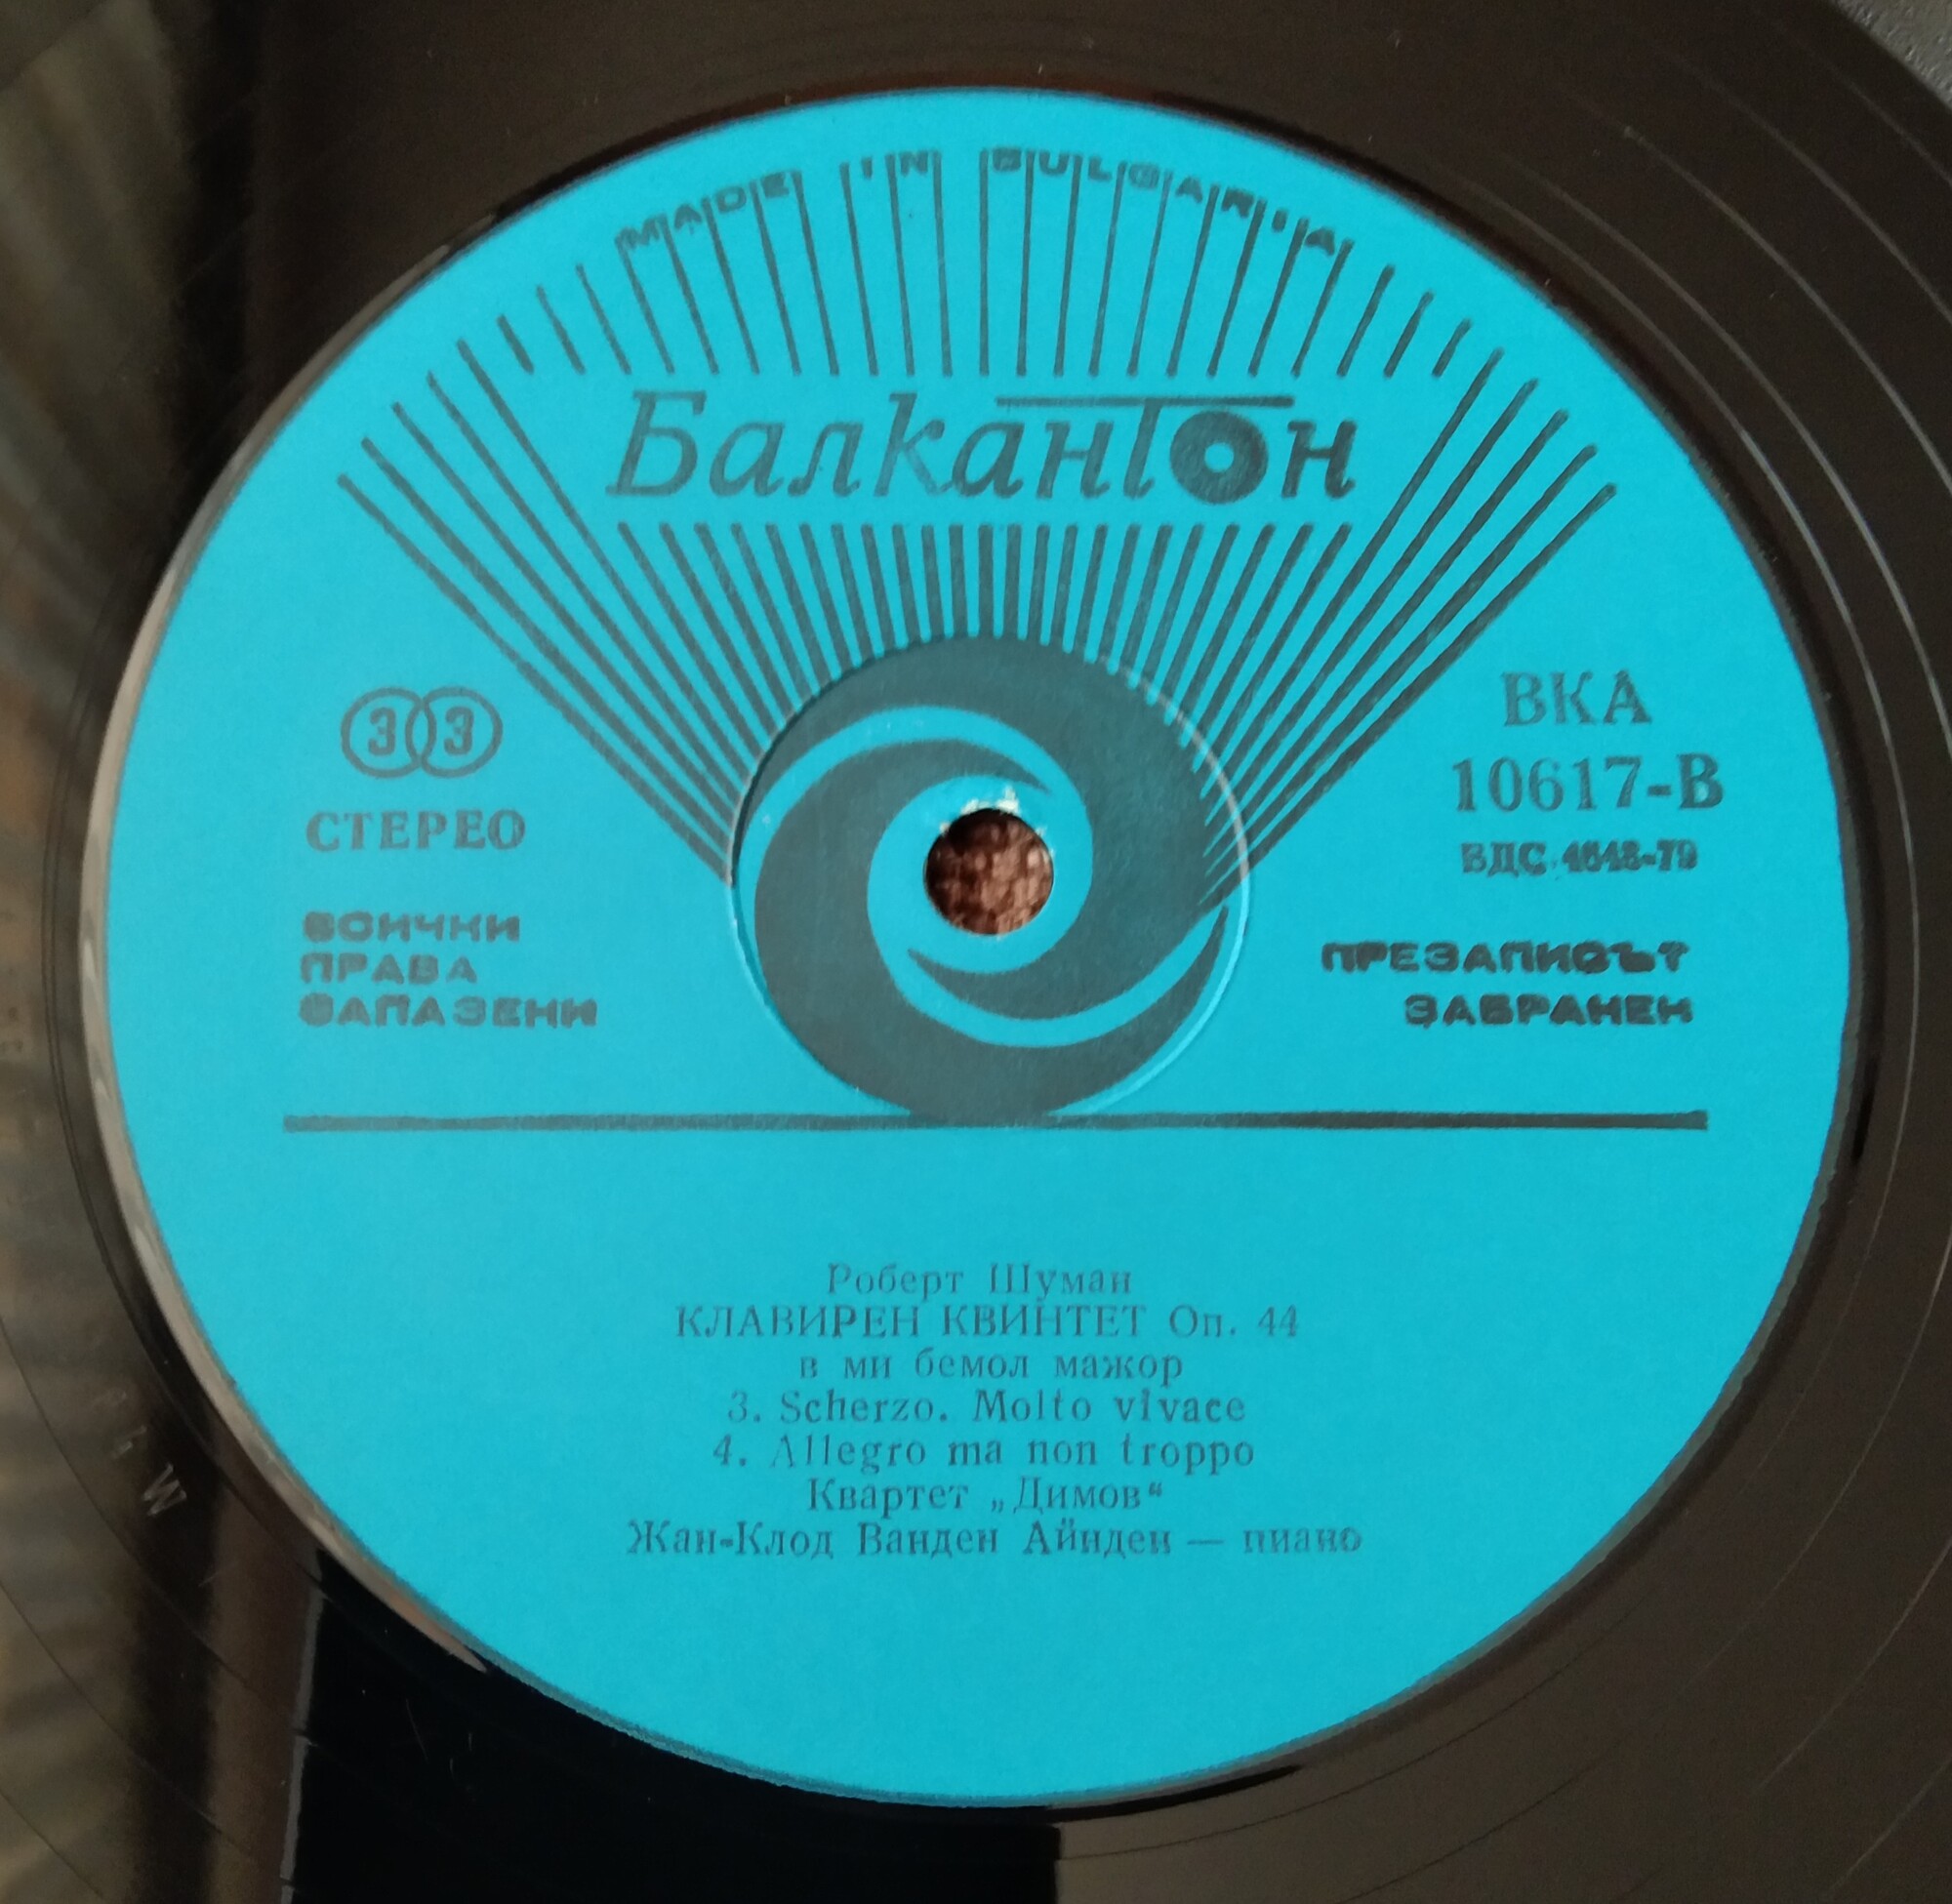 MADE IN BULGARIA
Балкантон
33
СТЕРЕО
ВСИЧКИ
ПРАВА
ЗАПАЗЕНИ
ВКА
10617-В
БДС 4648-79
ПРЕЗАПИСЪТ
ЗАБРАНЕН
Роберт Шуман
КЛАВИРЕН КВИНТЕТ Оп. 44
в ми бемол мажор
3. Scherzo. Molto vivace
4. Allegro ma non troppo
Квартет „Димов“
Жан-Клод Ванден Айнден — пиано